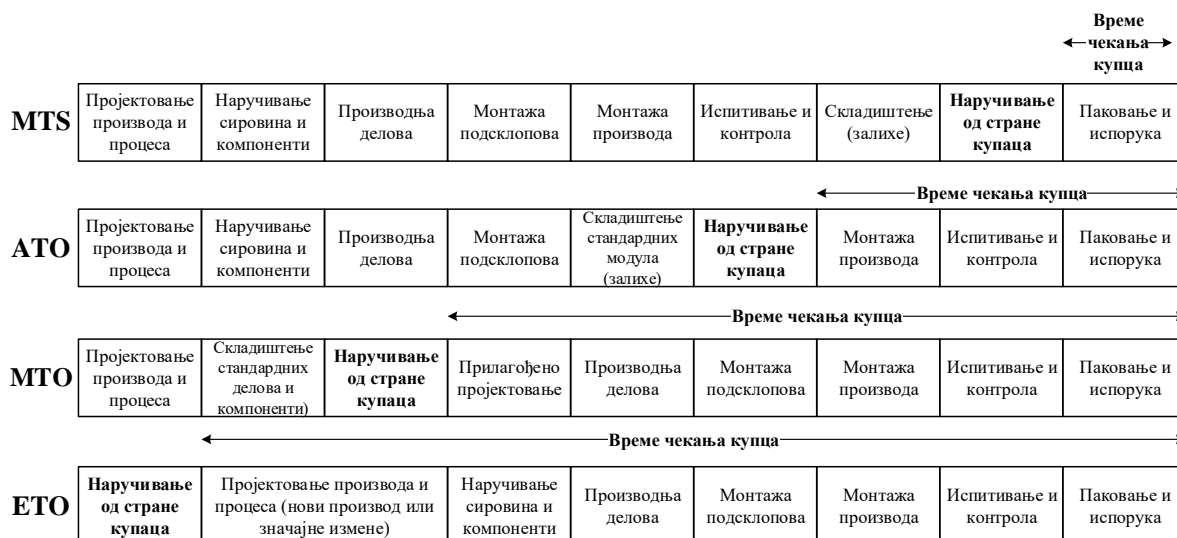 Време
чекања
купца
MTS
Пројектовање
производа и
процеса
Наручивање
сировина и
компоненти
Производња
делова
Монтажа
подсклопова
Монтажа
производа
Испитивање и
контрола
Складиштење
(залихе)
Наручивање
од стране
купаца
Паковање и
испорука
Време чекања купца
ATO
Пројектовање
производа и
процеса
Наручивање
сировина и
компоненти
Производња
делова
Монтажа
подсклопова
Складиштење
стандардних
модула
(залихе)
Наручивање
од стране
купаца
Монтажа
производа
Испитивање и
контрола
Паковање и
испорука
Време чекања купца
MTO
Пројектовање
производа и
процеса
Складиштење
стандардних
делова и
компоненти)
Наручивање
од стране
купаца
Прилагођено
пројектовање
Производња
делова
Монтажа
подсклопова
Монтажа
производа
Испитивање и
контрола
Паковање и
испорука
Време чекања купца
ETO
Наручивање
од стране
купаца
Пројектовање производа и
процеса (нови производ или
значајне измене)
Наручивање
сировина и
компоненти
Производња
делова
Монтажа
подсклопова
Монтажа
производа
Испитивање и
контрола
Паковање и
испорука